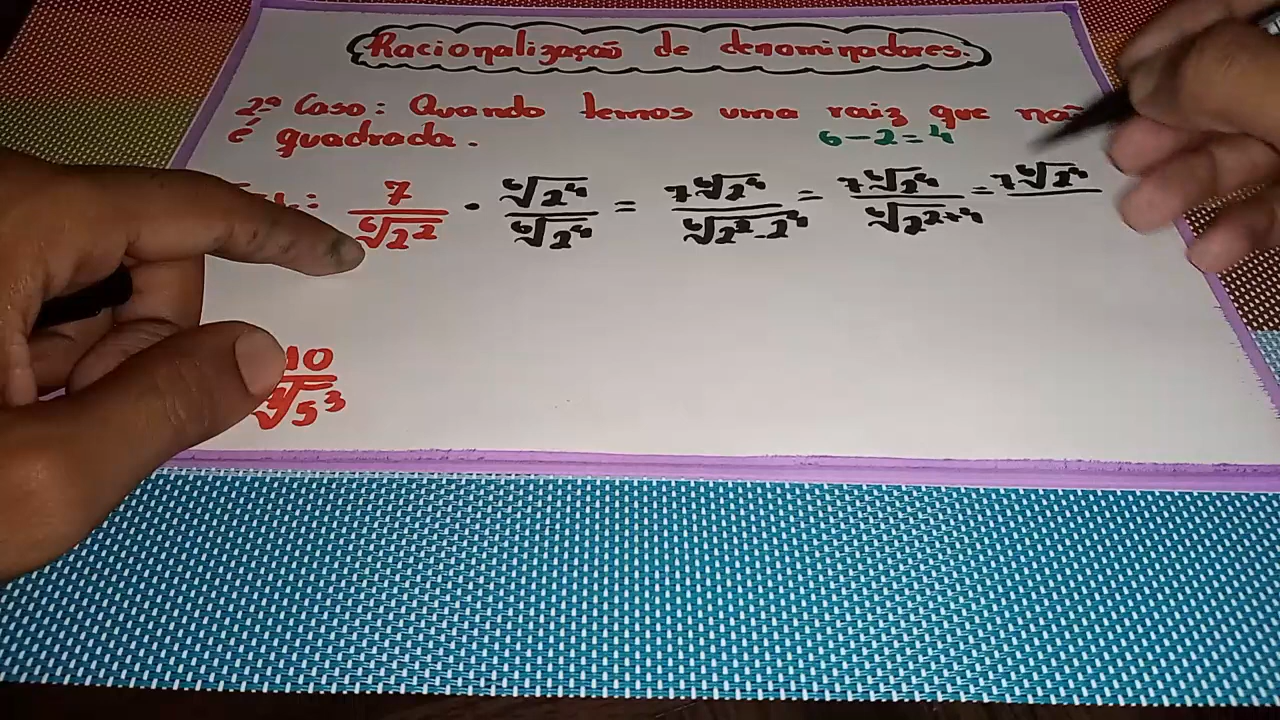 Racionalização de denominadores.
2º Caso: Quando temos uma raiz que não
é quadrada.
6-2=4
7/⁶√2² · ⁶√2⁴/⁶√2⁴ = 7⁶√2⁴/⁶√2²·2⁴ = 7⁶√2⁴/⁶√2²⁺⁴ = 7⁶√2⁴
10
√5³